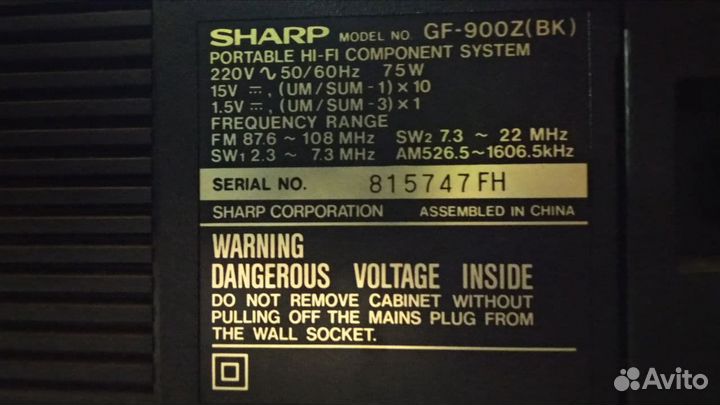 SHARP MODEL NO. GF-900Z(BK)
PORTABLE HI-FI COMPONENT SYSTEM
220V ∿ 50/60Hz 75W
15V ⎓, (UM/SUM-1)×10
1.5V ⎓, (UM/SUM-3)×1
FREQUENCY RANGE
FM 87.6 ~ 108 MHz SW2 7.3 ~ 22 MHz
SW1 2.3 ~ 7.3 MHz AM526.5~1606.5kHz
SERIAL NO. 815747FH
SHARP CORPORATION ASSEMBLED IN CHINA
WARNING
DANGEROUS VOLTAGE INSIDE
DO NOT REMOVE CABINET WITHOUT
PULLING OFF THE MAINS PLUG FROM
THE WALL SOCKET.
Avito